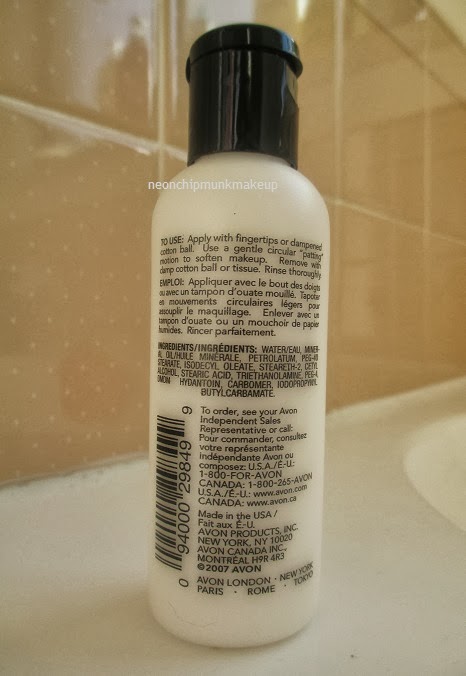 neonchipmunkmakeup
TO USE: Apply with fingertips or dampened
cotton ball. Use a gentle circular "patting"
motion to soften makeup. Remove with
damp cotton ball or tissue. Rinse thoroughly
EMPLOI: Appliquer avec le bout des doigts
ou avec un tampon d'ouate mouillé. Tapoter
en mouvements circulaires légers pour
assouplir le maquillage. Enlever avec un
tampon d'ouate ou un mouchoir de papier
humides. Rincer parfaitement.
INGREDIENTS/INGRÉDIENTS: WATER/EAU, MINER-
AL OIL/HUILE MINÉRALE, PETROLATUM, PEG-40
STEARATE, ISODECYL OLEATE, STEARETH-2, CETYL
ALCOHOL, STEARIC ACID, TRIETHANOLAMINE, PEG-4,
DMDM HYDANTOIN, CARBOMER, IODOPROPYNYL
BUTYLCARBAMATE.
To order, see your Avon
Independent Sales
Representative or call:
Pour commander, consultez
votre représentante
indépendante Avon ou
composez: U.S.A./É.-U.:
1-800-FOR-AVON
CANADA: 1-800-265-AVON
U.S.A./É.-U.: www.avon.com
CANADA: www.avon.ca
Made in the USA /
Fait aux É.-U.
AVON PRODUCTS, INC.
NEW YORK, NY 10020
AVON CANADA INC.,
MONTRÉAL H9R 4R3
©2007 AVON
AVON LONDON · NEW YORK
PARIS · ROME · TOKYO
0 94000 29849 9